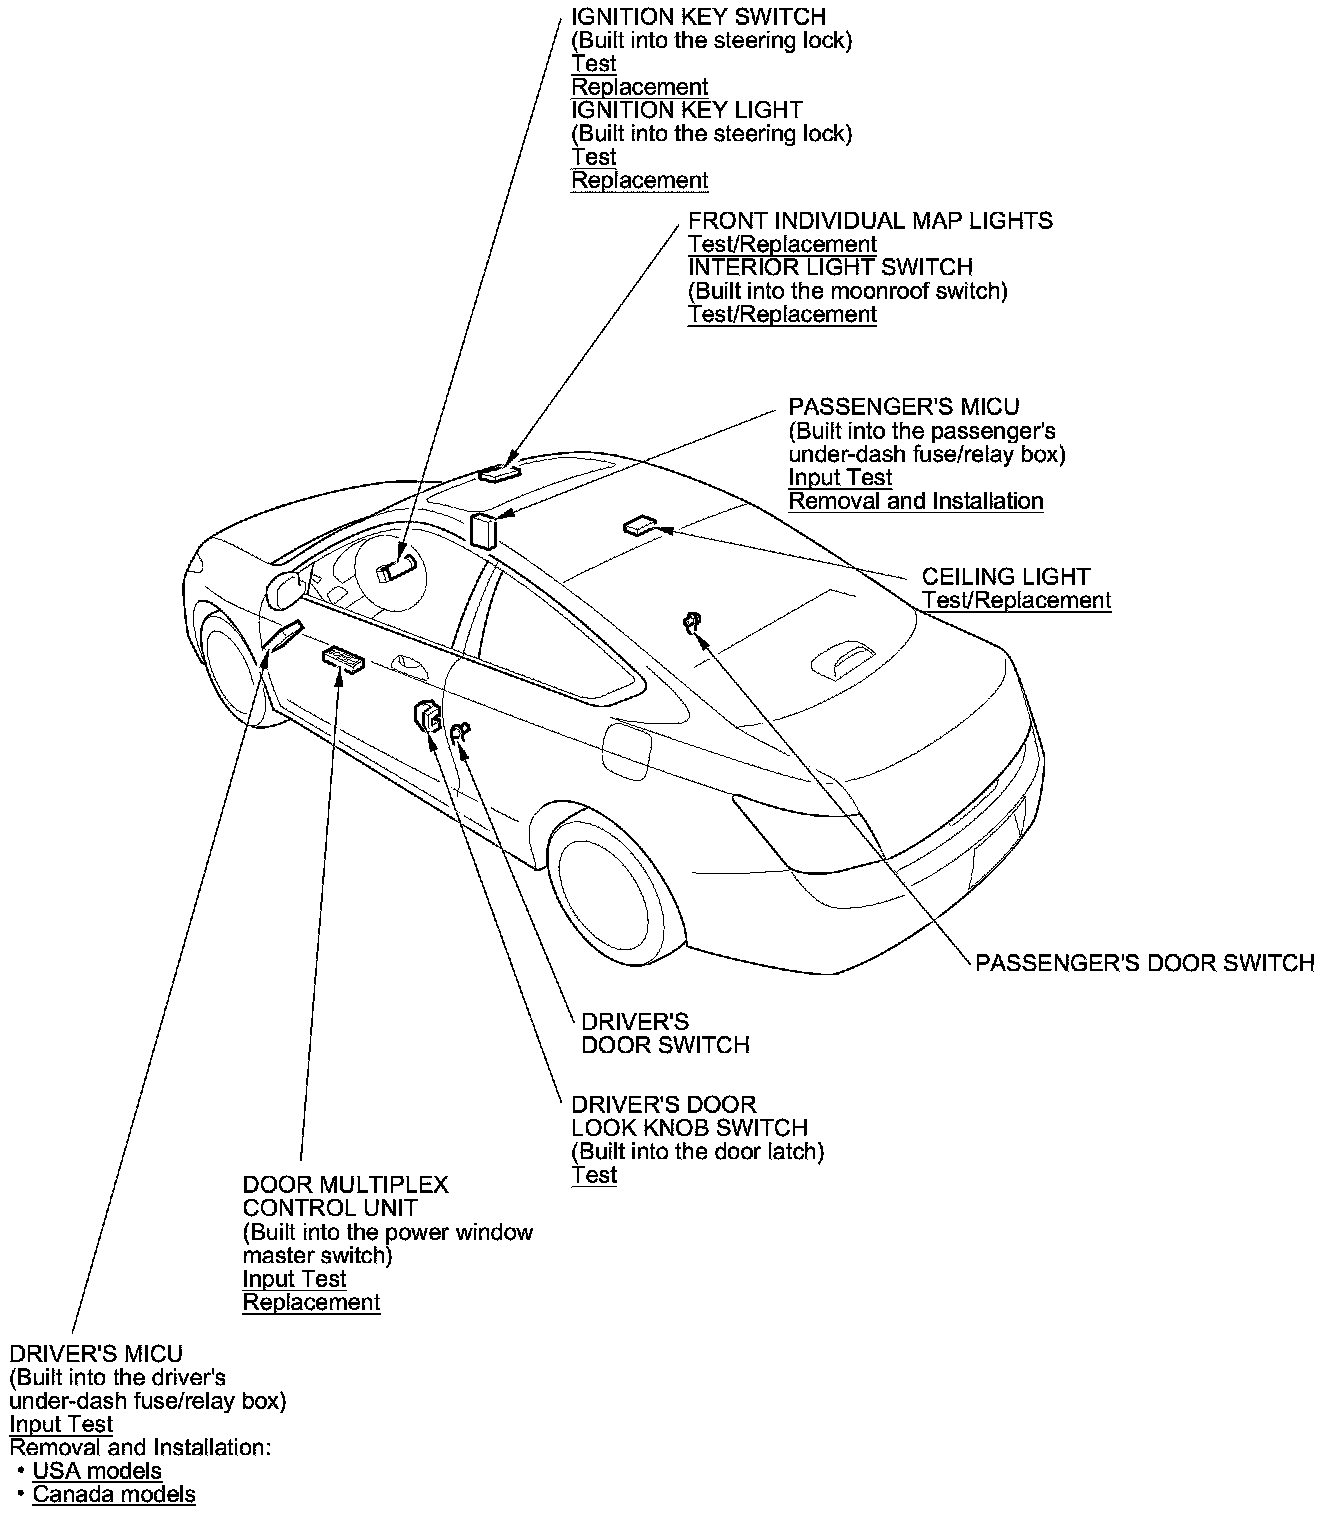 IGNITION KEY SWITCH
(Built into the steering lock)
Test
Replacement
IGNITION KEY LIGHT
(Built into the steering lock)
Test
Replacement
FRONT INDIVIDUAL MAP LIGHTS
Test/Replacement
INTERIOR LIGHT SWITCH
(Built into the moonroof switch)
Test/Replacement
PASSENGER'S MICU
(Built into the passenger's
under-dash fuse/relay box)
Input Test
Removal and Installation
CEILING LIGHT
Test/Replacement
PASSENGER'S DOOR SWITCH
DRIVER'S
DOOR SWITCH
DRIVER'S DOOR
LOOK KNOB SWITCH
(Built into the door latch)
Test
DOOR MULTIPLEX
CONTROL UNIT
(Built into the power window
master switch)
Input Test
Replacement
DRIVER'S MICU
(Built into the driver's
under-dash fuse/relay box)
Input Test
Removal and Installation:
• USA models
• Canada models